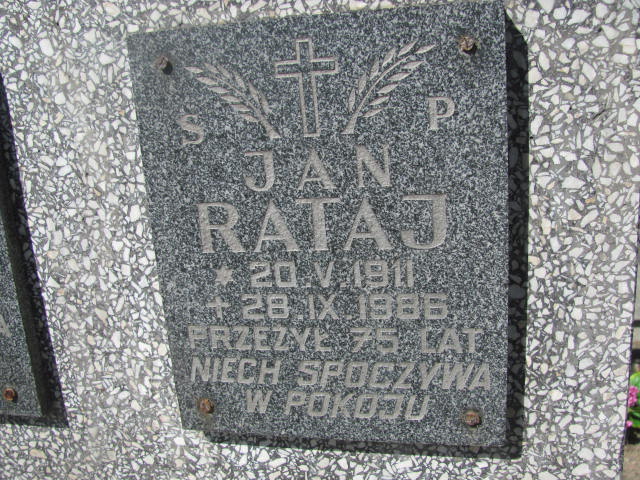 S P
JAN
RATAJ
* 20.V.1911
+ 28.IX.1986
PRZEŻYŁ 75 LAT
NIECH SPOCZYWA
W POKOJU